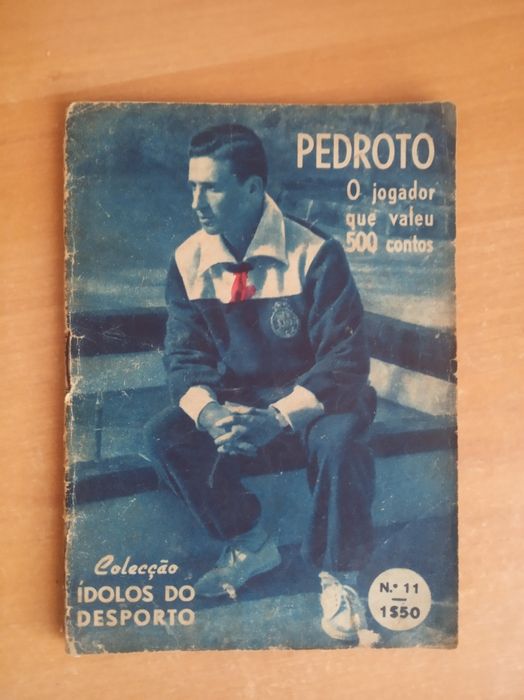 PEDROTO
O jogador
que valeu
500 contos
Colecção
ÍDOLOS DO
DESPORTO
N.º 11
1$50